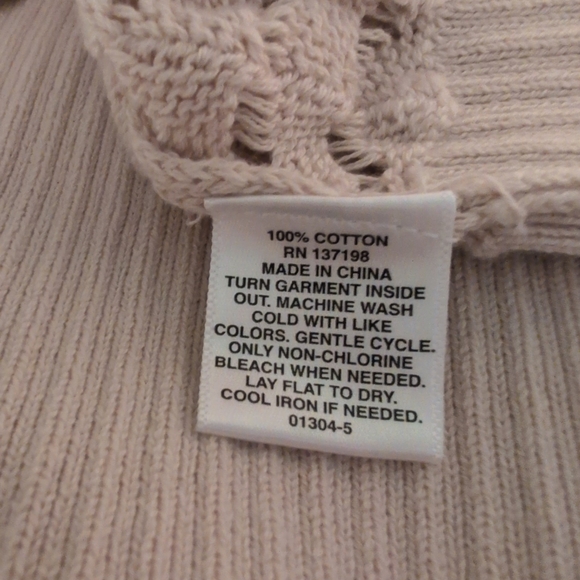 100% COTTON
RN 137198
MADE IN CHINA
TURN GARMENT INSIDE
OUT. MACHINE WASH
COLD WITH LIKE
COLORS. GENTLE CYCLE.
ONLY NON-CHLORINE
BLEACH WHEN NEEDED.
LAY FLAT TO DRY.
COOL IRON IF NEEDED.
01304-5